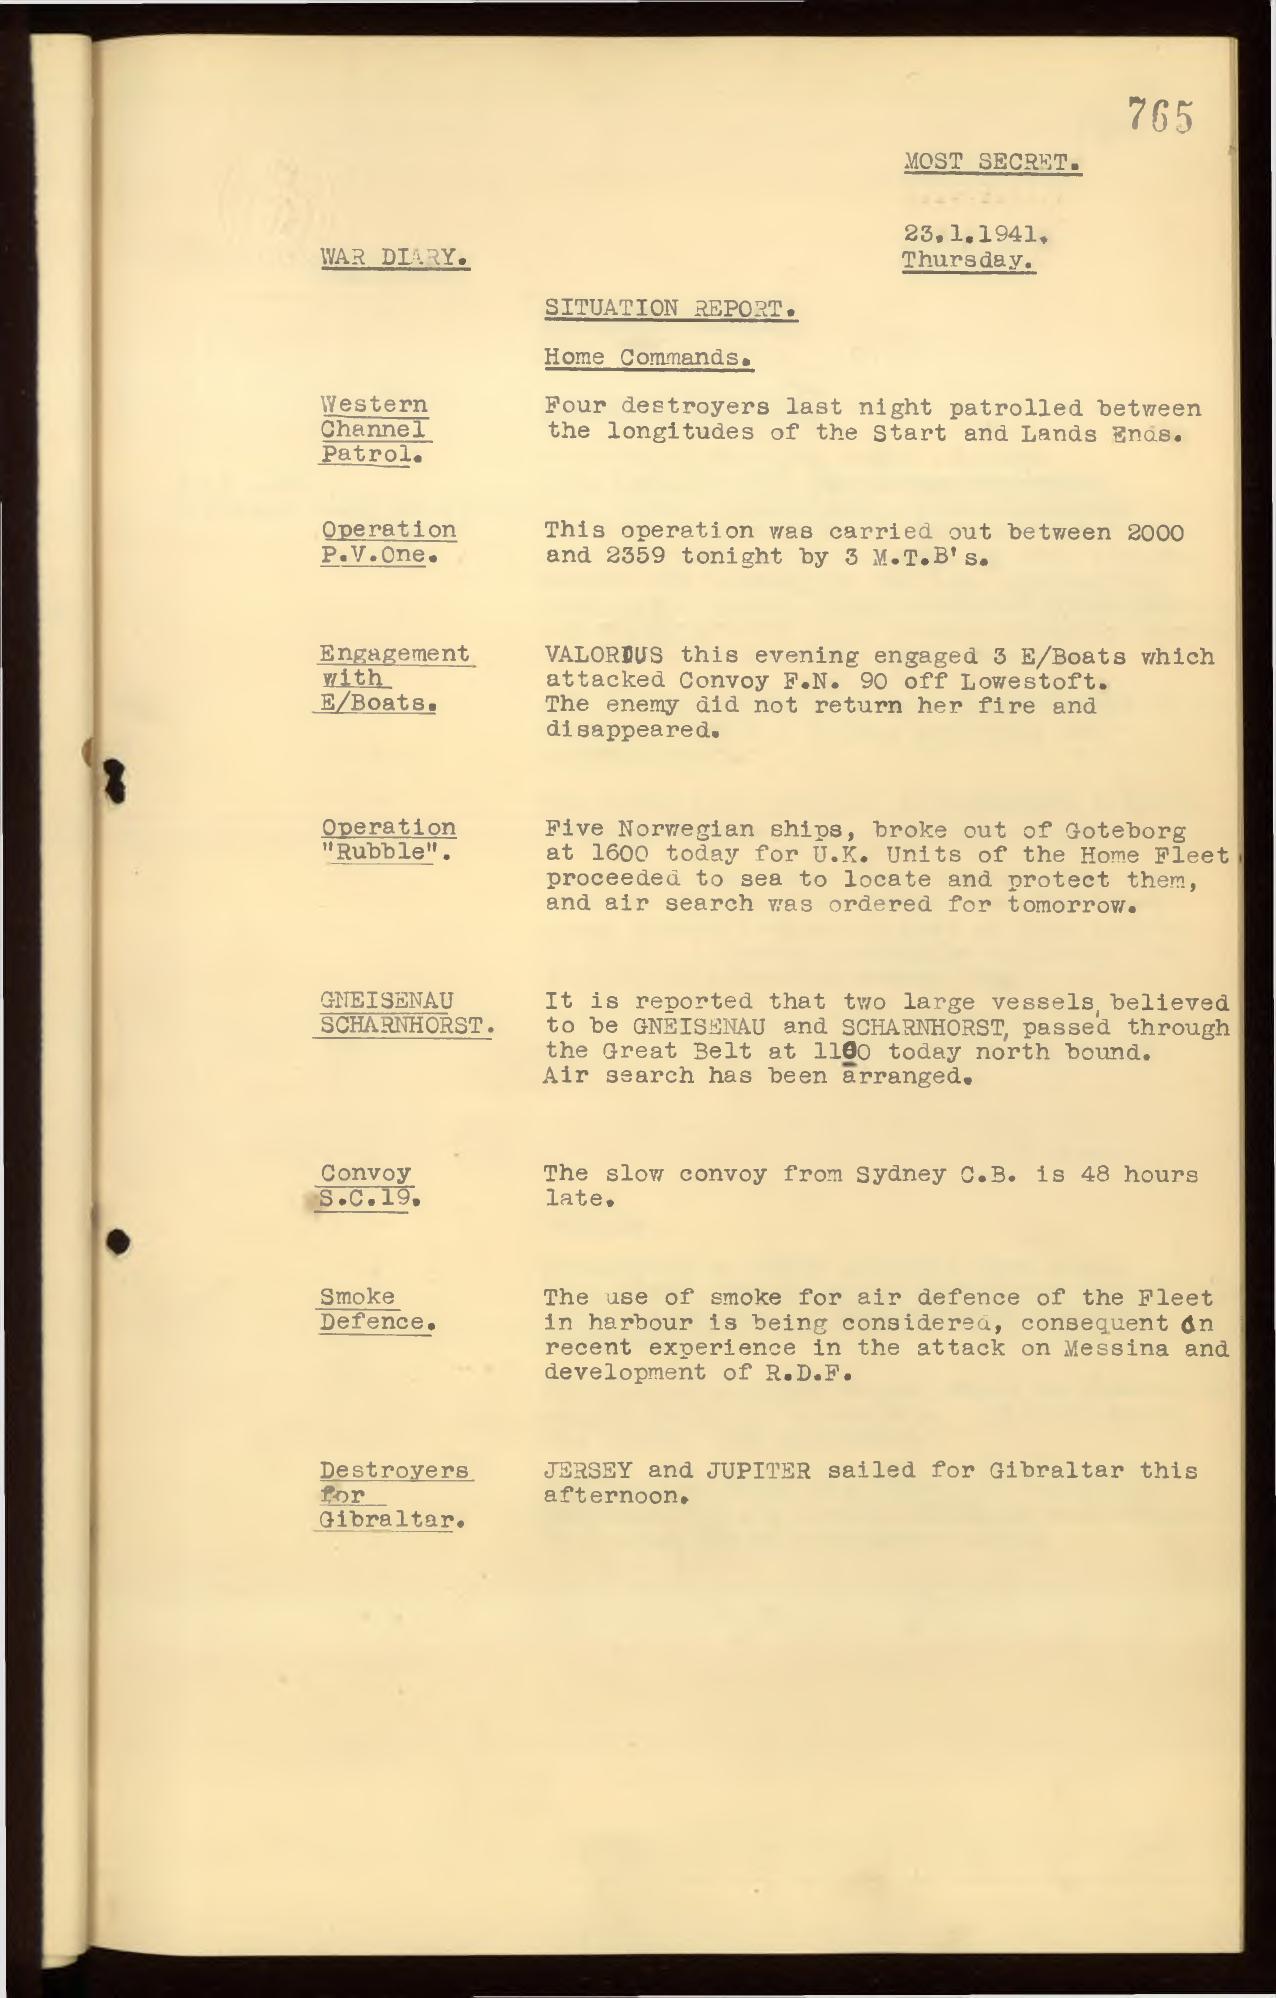 765
MOST SECRET.
23.1.1941.
WAR DIARY.
Thursday.
SITUATION REPORT.
Home Commands.
Western
Channel
Patrol.
Four destroyers last night patrolled between
the longitudes of the Start and Lands Ends.
Operation
P.V.One.
This operation was carried out between 2000
and 2359 tonight by 3 M.T.B's.
Engagement
with
E/Boats.
VALOROUS this evening engaged 3 E/Boats which
attacked Convoy F.N. 90 off Lowestoft.
The enemy did not return her fire and
disappeared.
Operation
"Rubble".
Five Norwegian ships, broke out of Goteborg
at 1600 today for U.K. Units of the Home Fleet
proceeded to sea to locate and protect them,
and air search was ordered for tomorrow.
GNEISENAU
SCHARNHORST.
It is reported that two large vessels, believed
to be GNEISENAU and SCHARNHORST, passed through
the Great Belt at 1100 today north bound.
Air search has been arranged.
Convoy
S.C.19.
The slow convoy from Sydney C.B. is 48 hours
late.
Smoke
Defence.
The use of smoke for air defence of the Fleet
in harbour is being considered, consequent on
recent experience in the attack on Messina and
development of R.D.F.
Destroyers
for
Gibraltar.
JERSEY and JUPITER sailed for Gibraltar this
afternoon.